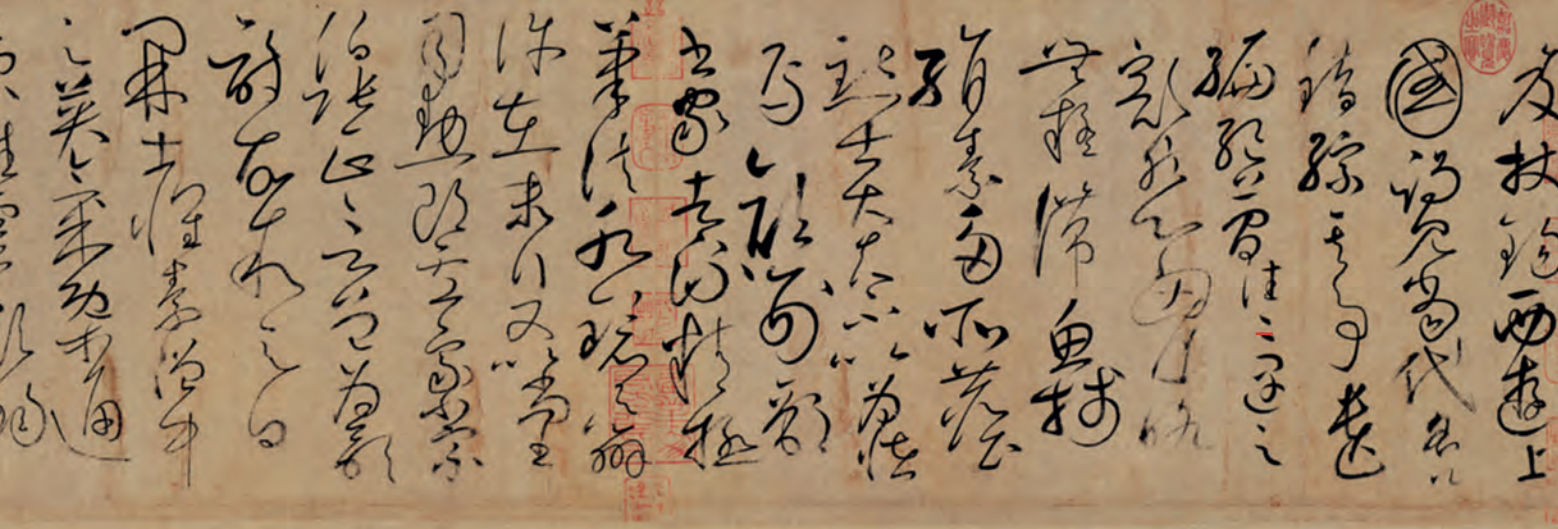 笈杖錫西遊上
國謁見當代名公
錯綜其事遺
編絕簡往往遇之
豁然心胸略
無疑滯魚牋
絹素多所塵
點士大夫不以為怪
焉顏刑部
書家者流精極
筆法水鏡之辯
許在末行又以尚書
司勳郎盧象小宗
伯張正言曾為歌
詩故敘之曰
開士懷素僧中
之英氣概通